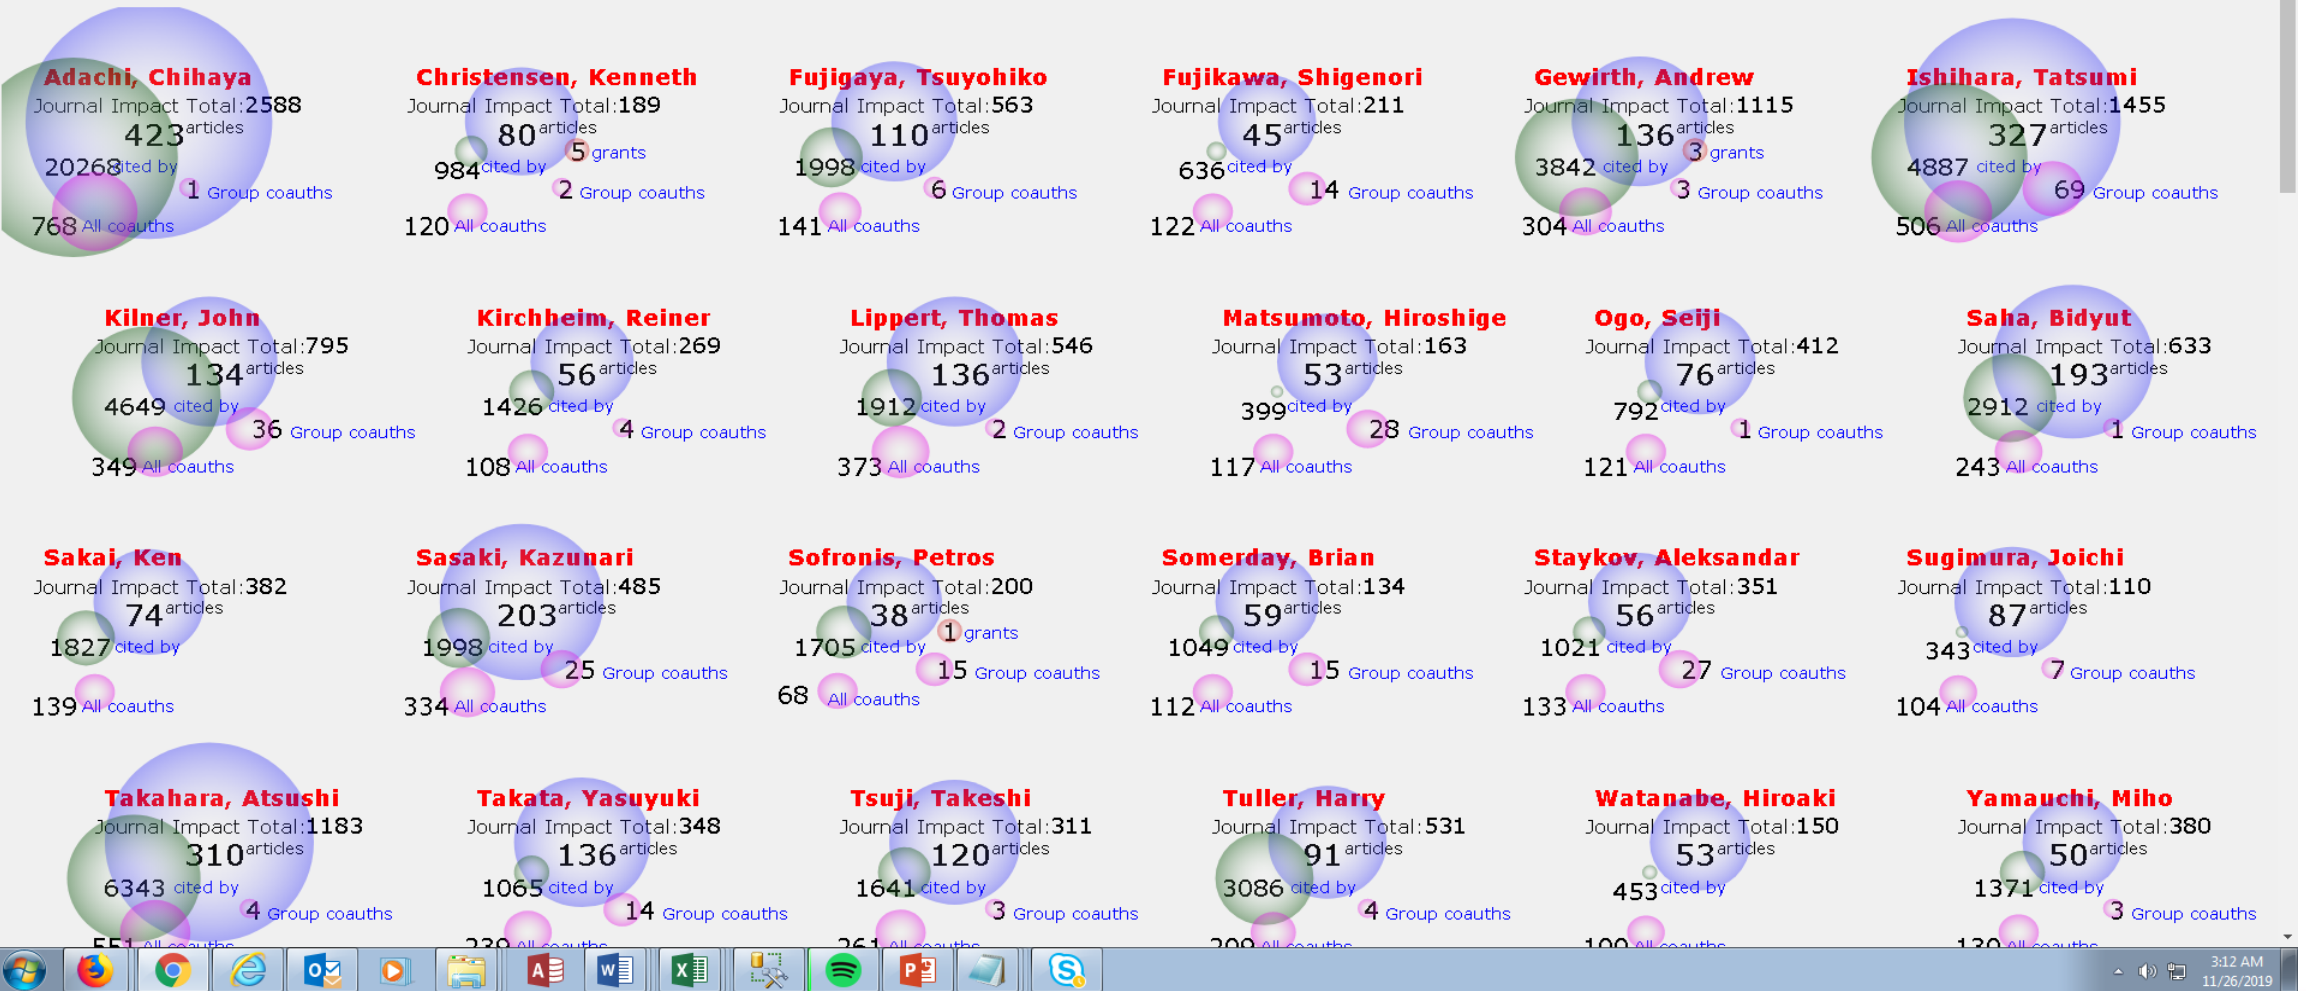 Adachi, Chihaya
Journal Impact Total:2588
423 articles
20268 cited by
1 Group coauths
768 All coauths
Christensen, Kenneth
Journal Impact Total:189
80 articles
5 grants
984 cited by
2 Group coauths
120 All coauths
Fujigaya, Tsuyohiko
Journal Impact Total:563
110 articles
1998 cited by
6 Group coauths
141 All coauths
Fujikawa, Shigenori
Journal Impact Total:211
45 articles
636 cited by
14 Group coauths
122 All coauths
Gewirth, Andrew
Journal Impact Total:1115
136 articles
3 grants
3842 cited by
3 Group coauths
304 All coauths
Ishihara, Tatsumi
Journal Impact Total:1455
327 articles
4887 cited by
69 Group coauths
506 All coauths
Kilner, John
Journal Impact Total:795
134 articles
4649 cited by
36 Group coauths
349 All coauths
Kirchheim, Reiner
Journal Impact Total:269
56 articles
1426 cited by
4 Group coauths
108 All coauths
Lippert, Thomas
Journal Impact Total:546
136 articles
1912 cited by
2 Group coauths
373 All coauths
Matsumoto, Hiroshige
Journal Impact Total:163
53 articles
399 cited by
28 Group coauths
117 All coauths
Ogo, Seiji
Journal Impact Total:412
76 articles
792 cited by
1 Group coauths
121 All coauths
Saha, Bidyut
Journal Impact Total:633
193 articles
2912 cited by
1 Group coauths
243 All coauths
Sakai, Ken
Journal Impact Total:382
74 articles
1827 cited by
139 All coauths
Sasaki, Kazunari
Journal Impact Total:485
203 articles
1998 cited by
25 Group coauths
334 All coauths
Sofronis, Petros
Journal Impact Total:200
38 articles
1 grants
1705 cited by
15 Group coauths
68 All coauths
Somerday, Brian
Journal Impact Total:134
59 articles
1049 cited by
15 Group coauths
112 All coauths
Staykov, Aleksandar
Journal Impact Total:351
56 articles
1021 cited by
27 Group coauths
133 All coauths
Sugimura, Joichi
Journal Impact Total:110
87 articles
343 cited by
7 Group coauths
104 All coauths
Takahara, Atsushi
Journal Impact Total:1183
310 articles
6343 cited by
4 Group coauths
551 All coauths
Takata, Yasuyuki
Journal Impact Total:348
136 articles
1065 cited by
14 Group coauths
239 All coauths
Tsuji, Takeshi
Journal Impact Total:311
120 articles
1641 cited by
3 Group coauths
261 All coauths
Tuller, Harry
Journal Impact Total:531
91 articles
3086 cited by
4 Group coauths
All coauths
Watanabe, Hiroaki
Journal Impact Total:150
53 articles
453 cited by
All coauths
Yamauchi, Miho
Journal Impact Total:380
50 articles
1371 cited by
3 Group coauths
All coauths
3:12 AM
11/26/2019